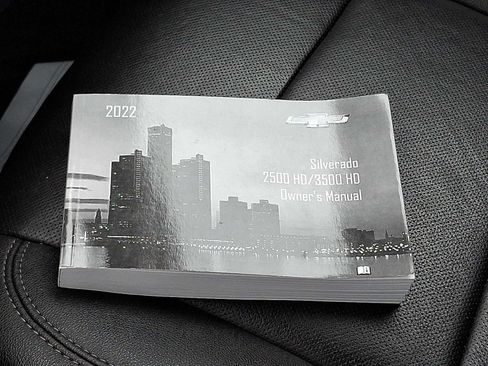 2022
Silverado
2500 HD/3500 HD
Owner's Manual